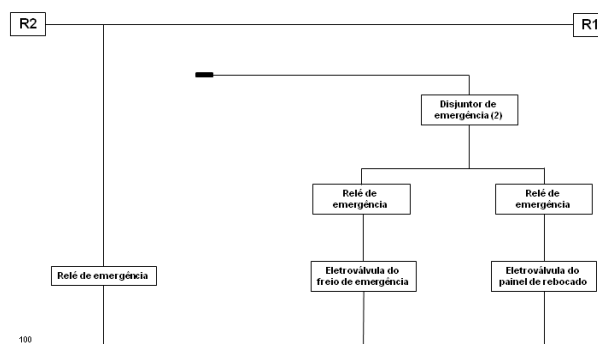 R2
R1
Disjuntor de
emergência (2)
Relé de
emergência
Relé de
emergência
Relé de emergência
Eletroválvula do
freio de emergência
Eletroválvula do
painel de rebocado
100